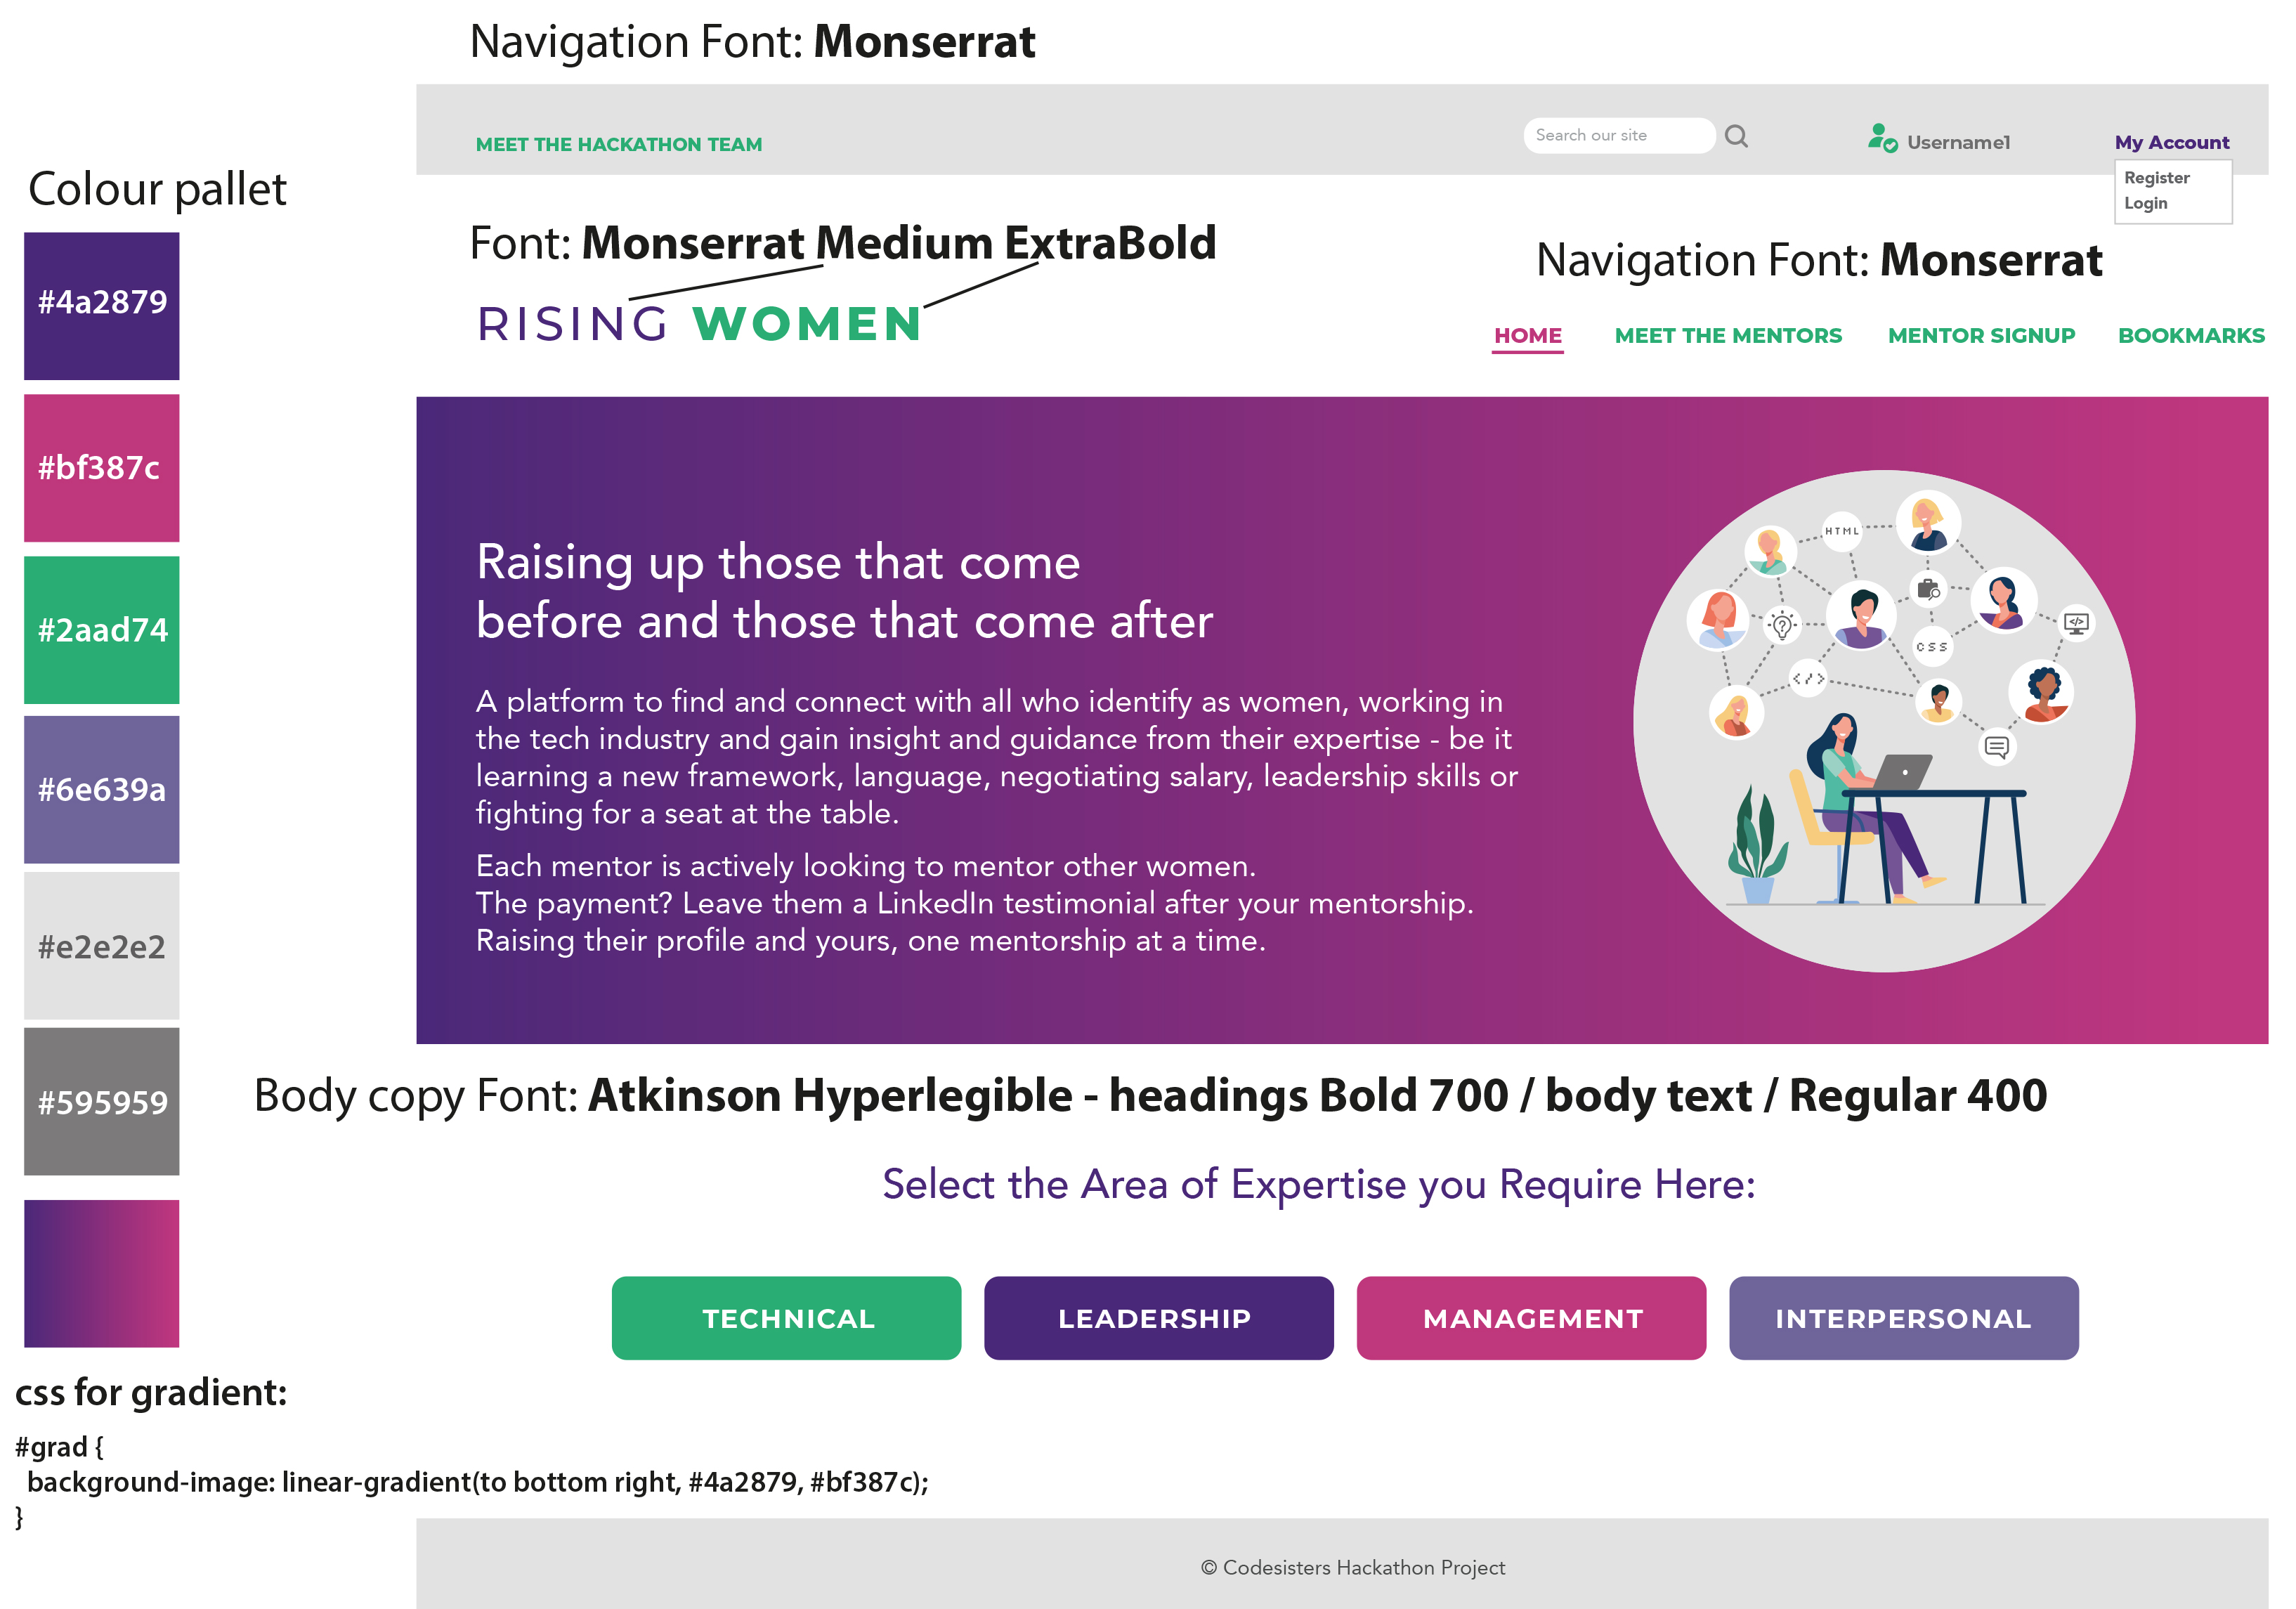 Navigation Font: Monserrat
MEET THE HACKATHON TEAM
Search our site
Username1
My Account
Register
Login
Colour pallet
#4a2879
#bf387c
#2aad74
#6e639a
#e2e2e2
#595959
Font: Monserrat Medium ExtraBold
RISING WOMEN
Navigation Font: Monserrat
HOME MEET THE MENTORS MENTOR SIGNUP BOOKMARKS
Raising up those that come
before and those that come after
A platform to find and connect with all who identify as women, working in
the tech industry and gain insight and guidance from their expertise - be it
learning a new framework, language, negotiating salary, leadership skills or
fighting for a seat at the table.
Each mentor is actively looking to mentor other women.
The payment? Leave them a LinkedIn testimonial after your mentorship.
Raising their profile and yours, one mentorship at a time.
HTML
?
</>
CSS
</>
Body copy Font: Atkinson Hyperlegible - headings Bold 700 / body text / Regular 400
Select the Area of Expertise you Require Here:
TECHNICAL
LEADERSHIP
MANAGEMENT
INTERPERSONAL
css for gradient:
#grad {
background-image: linear-gradient(to bottom right, #4a2879, #bf387c);
}
© Codesisters Hackathon Project